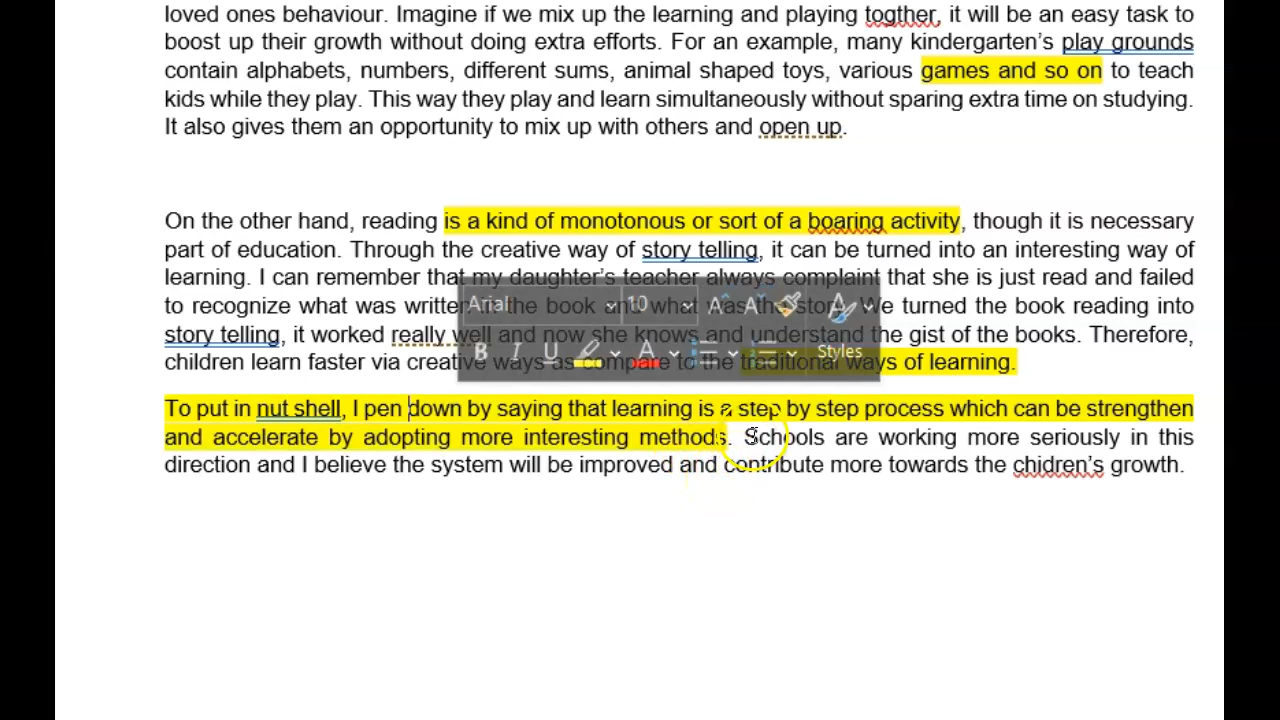 loved ones behaviour. Imagine if we mix up the learning and playing togther, it will be an easy task to
boost up their growth without doing extra efforts. For an example, many kindergarten's play grounds
contain alphabets, numbers, different sums, animal shaped toys, various games and so on to teach
kids while they play. This way they play and learn simultaneously without sparing extra time on studying.
It also gives them an opportunity to mix up with others and open up.
On the other hand, reading is a kind of monotonous or sort of a boaring activity, though it is necessary
part of education. Through the creative way of story telling, it can be turned into an interesting way of
learning. I can remember that my daughter's teacher always complaint that she is just read and failed
to recognize what was written in the book and what was the story. We turned the book reading into
Arial 10
story telling, it worked really well and now she knows and understand the gist of the books. Therefore,
B I U A Styles
children learn faster via creative ways as compare to the traditional ways of learning.
To put in nut shell, I pen down by saying that learning is a step by step process which can be strengthen
and accelerate by adopting more interesting methods. Schools are working more seriously in this
direction and I believe the system will be improved and contribute more towards the chidren's growth.